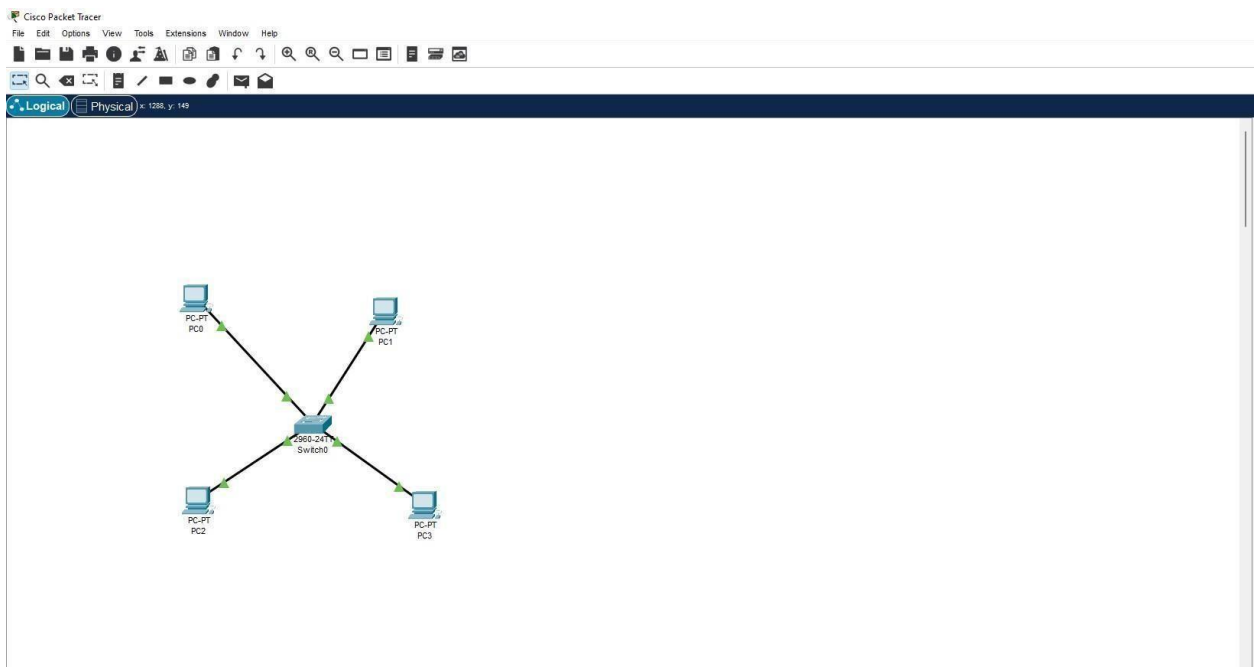 Cisco Packet Tracer
File Edit Options View Tools Extensions Window Help
Logical Physical x: 1288, y: 149
PC-PT
PC0
PC-PT
PC1
2960-24TT
Switch0
PC-PT
PC2
PC-PT
PC3